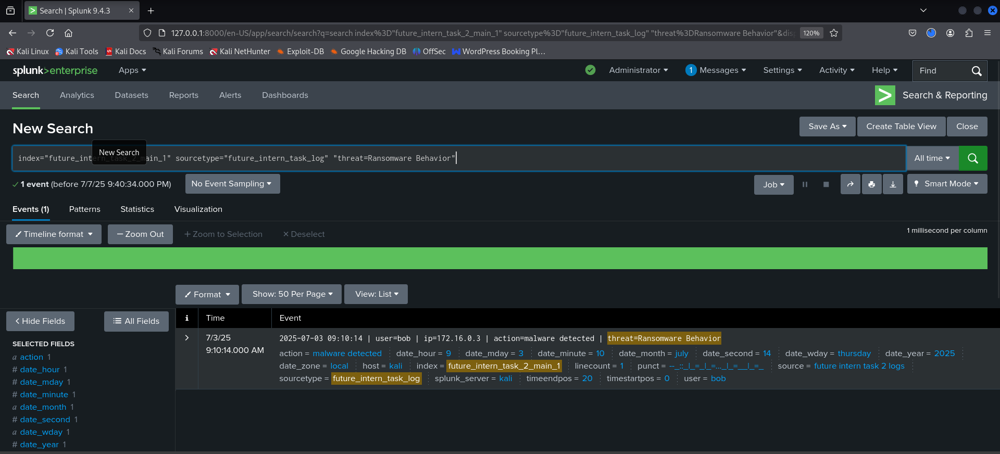 Search | Splunk 9.4.3
127.0.0.1:8000/en-US/app/search/search?q=search index%3D"future_intern_task_2_main_1" sourcetype%3D"future_intern_task_log" "threat%3DRansomware Behavior"&dis
120%
Kali Linux Kali Tools Kali Docs Kali Forums Kali NetHunter Exploit-DB Google Hacking DB OffSec WordPress Booking Pl…
splunk>enterprise Apps Administrator 1 Messages Settings Activity Help Find
Search Analytics Datasets Reports Alerts Dashboards Search & Reporting
New Search Save As Create Table View Close
New Search
index="future_intern_task_2_main_1" sourcetype="future_intern_task_log" "threat=Ransomware Behavior" All time
1 event (before 7/7/25 9:40:34.000 PM) No Event Sampling Job Smart Mode
Events (1) Patterns Statistics Visualization
Timeline format — Zoom Out + Zoom to Selection × Deselect 1 millisecond per column
Format Show: 50 Per Page View: List
< Hide Fields All Fields i Time Event
SELECTED FIELDS
a action 1
# date_hour 1
# date_mday 1
# date_minute 1
a date_month 1
# date_second 1
a date_wday 1
# date_year 1
7/3/25
9:10:14.000 AM
2025-07-03 09:10:14 | user=bob | ip=172.16.0.3 | action=malware detected | threat=Ransomware Behavior
action = malware detected date_hour = 9 date_mday = 3 date_minute = 10 date_month = july date_second = 14 date_wday = thursday date_year = 2025
date_zone = local host = kali index = future_intern_task_2_main_1 linecount = 1 punct = --_::_|_=_|_=..._|_=__|_=_ source = future intern task 2 logs
sourcetype = future_intern_task_log splunk_server = kali timeendpos = 20 timestartpos = 0 user = bob